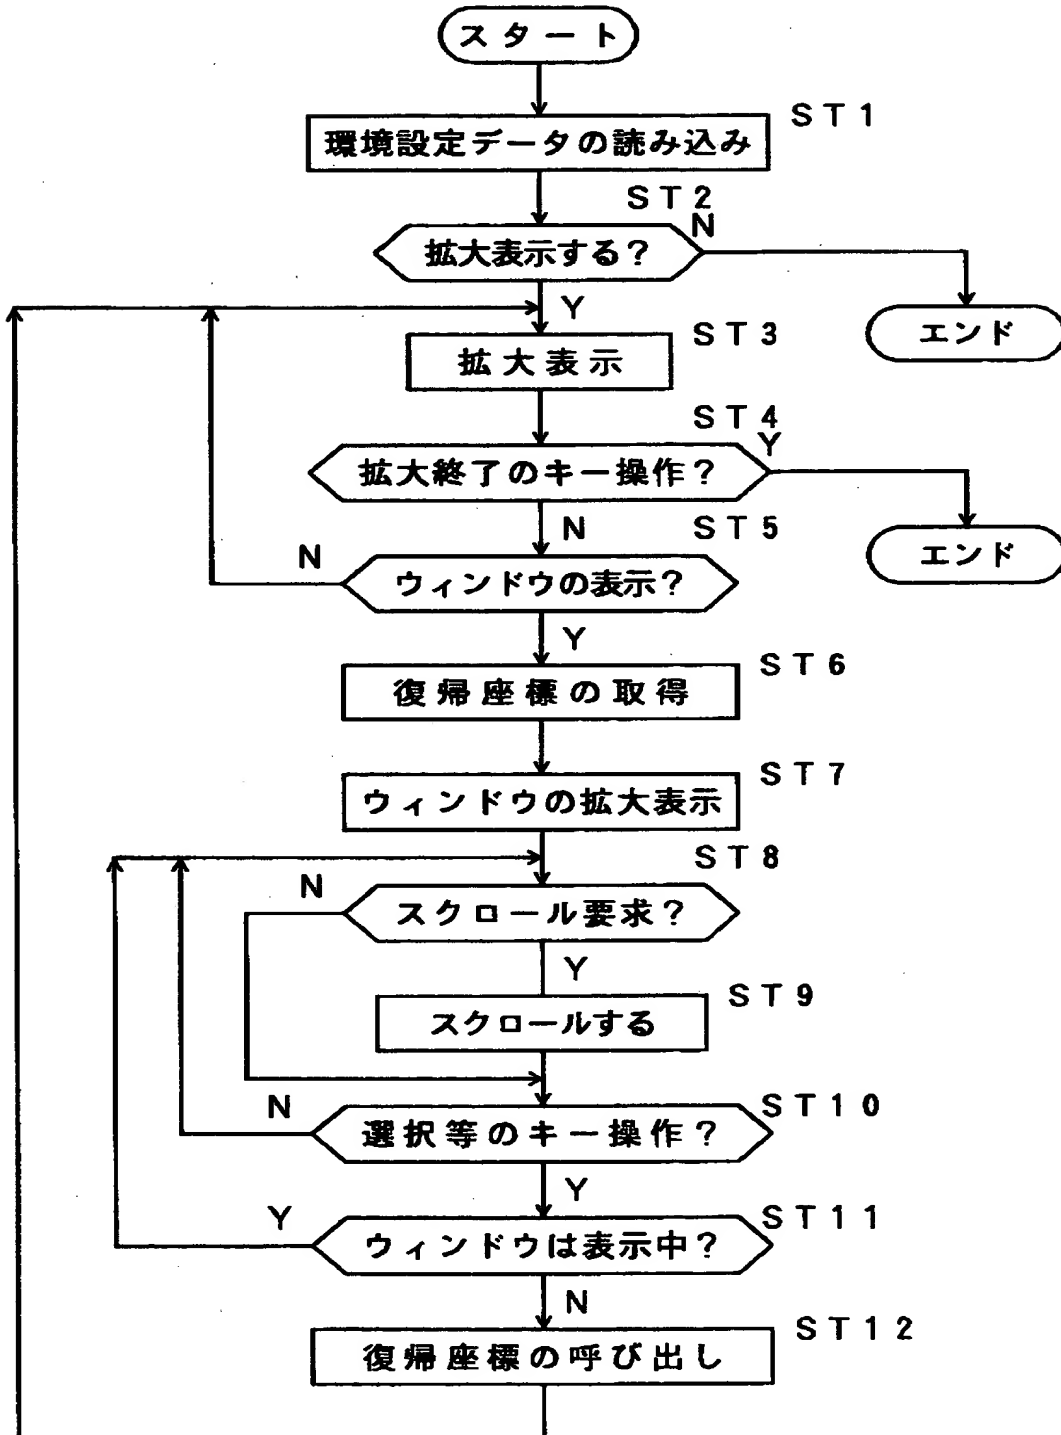 スタート
ST1
環境設定データの読み込み
ST2
N
拡大表示する?
Y
エンド
ST3
拡大表示
ST4
Y
拡大終了のキー操作?
N
ST5
エンド
N
ウィンドウの表示?
Y
ST6
復帰座標の取得
ST7
ウィンドウの拡大表示
ST8
N
スクロール要求?
Y
ST9
スクロールする
N
ST10
選択等のキー操作?
Y
Y
ST11
ウィンドウは表示中?
N
ST12
復帰座標の呼び出し